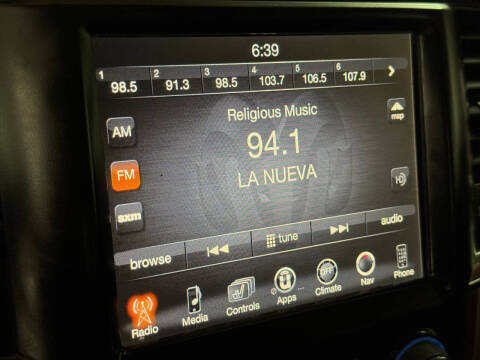 6:39
1 2 3 4 5 6
98.5 91.3 98.5 103.7 106.5 107.9
Religious Music
map
AM
94.1
FM
LA NUEVA
HD
sxm
browse tune audio
OFF
Radio Media Controls Apps Climate Nav Phone